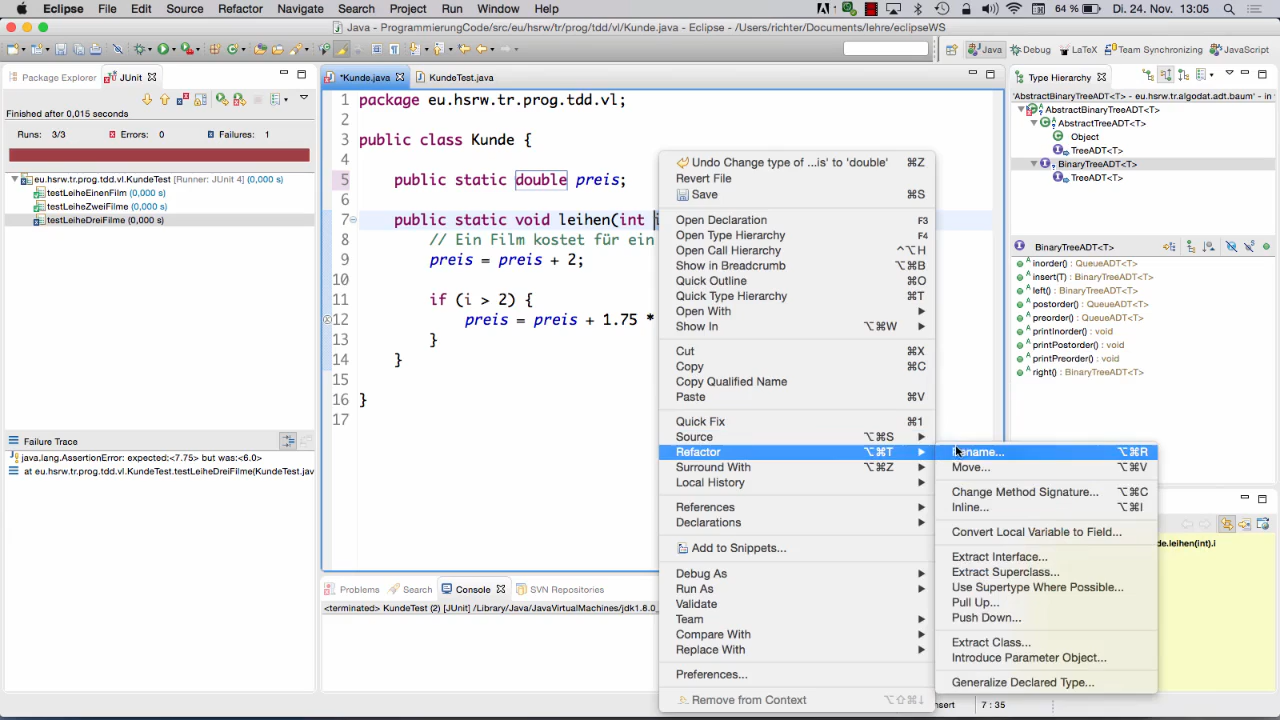 Eclipse File Edit Source Refactor Navigate Search Project Run Window Help 64 % Di. 24. Nov. 13:05
Java - ProgrammierungCode/src/eu/hsrw/tr/prog/tdd/vl/Kunde.java - Eclipse - /Users/richter/Documents/lehre/eclipseWS
Java Debug LaTeX Team Synchronizing JavaScript
Package Explorer JUnit
Finished after 0,015 seconds
Runs: 3/3 Errors: 0 Failures: 1
eu.hsrw.tr.prog.tdd.vl.KundeTest [Runner: JUnit 4] (0,000 s)
testLeiheEinenFilm (0,000 s)
testLeiheZweiFilme (0,000 s)
testLeiheDreiFilme (0,000 s)
Failure Trace
java.lang.AssertionError: expected:<7.75> but was:<6.0>
at eu.hsrw.tr.prog.tdd.vl.KundeTest.testLeiheDreiFilme(KundeTest.java
*Kunde.java KundeTest.java
1 package eu.hsrw.tr.prog.tdd.vl;
2
3 public class Kunde {
4
5 public static double preis;
6
7 public static void leihen(int
8 // Ein Film kostet für ein
9 preis = preis + 2;
10
11 if (i > 2) {
12 preis = preis + 1.75 *
13 }
14 }
15
16 }
17
Undo Change type of ...is' to 'double' ⌘Z
Revert File
Save ⌘S
Open Declaration F3
Open Type Hierarchy F4
Open Call Hierarchy ^⌥H
Show in Breadcrumb ⌥⌘B
Quick Outline ⌘O
Quick Type Hierarchy ⌘T
Open With
Show In ⌥⌘W
Cut ⌘X
Copy ⌘C
Copy Qualified Name
Paste ⌘V
Quick Fix ⌘1
Source ⌥⌘S
Refactor ⌥⌘T
Surround With ⌥⌘Z
Local History
References
Declarations
Add to Snippets...
Debug As
Run As
Validate
Team
Compare With
Replace With
Preferences...
Remove from Context ⌥⇧⌘↓
Rename... ⌥⌘R
Move... ⌥⌘V
Change Method Signature... ⌥⌘C
Inline... ⌥⌘I
Convert Local Variable to Field...
Extract Interface...
Extract Superclass...
Use Supertype Where Possible...
Pull Up...
Push Down...
Extract Class...
Introduce Parameter Object...
Generalize Declared Type...
Type Hierarchy
'AbstractBinaryTreeADT<T>' - in
AbstractBinaryTreeADT<T>
AbstractTreeADT<T>
Object
TreeADT<T>
BinaryTreeADT<T>
TreeADT<T>
BinaryTreeADT<T>
inorder() : QueueADT<T>
insert(T) : BinaryTreeADT<T>
left() : BinaryTreeADT<T>
postorder() : QueueADT<T>
preorder() : QueueADT<T>
printInorder() : void
printPostorder() : void
printPreorder() : void
right() : BinaryTreeADT<T>
de.leihen(int).i
Problems Search Console SVN Repositories
<terminated> KundeTest (2) [JUnit] /Library/Java/JavaVirtualMachines/jdk1.8.0_
7 : 35